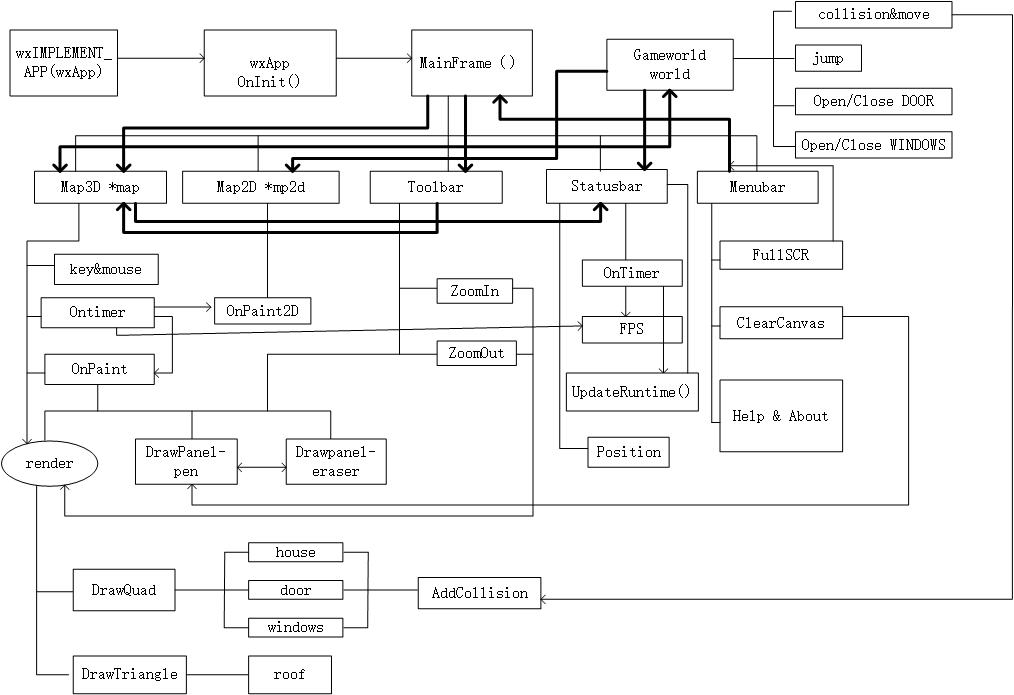 collision&move
wxIMPLEMENT_
APP(wxApp)
wxApp
OnInit()
MainFrame ()
Gameworld
world
jump
Open/Close DOOR
Open/Close WINDOWS
Map3D *map
Map2D *mp2d
Toolbar
Statusbar
Menubar
key&mouse
OnTimer
FullSCR
Ontimer
OnPaint2D
ZoomIn
FPS
ClearCanvas
OnPaint
ZoomOut
UpdateRuntime()
Help & About
render
DrawPanel-
pen
Drawpanel-
eraser
Position
house
DrawQuad
door
AddCollision
windows
DrawTriangle
roof